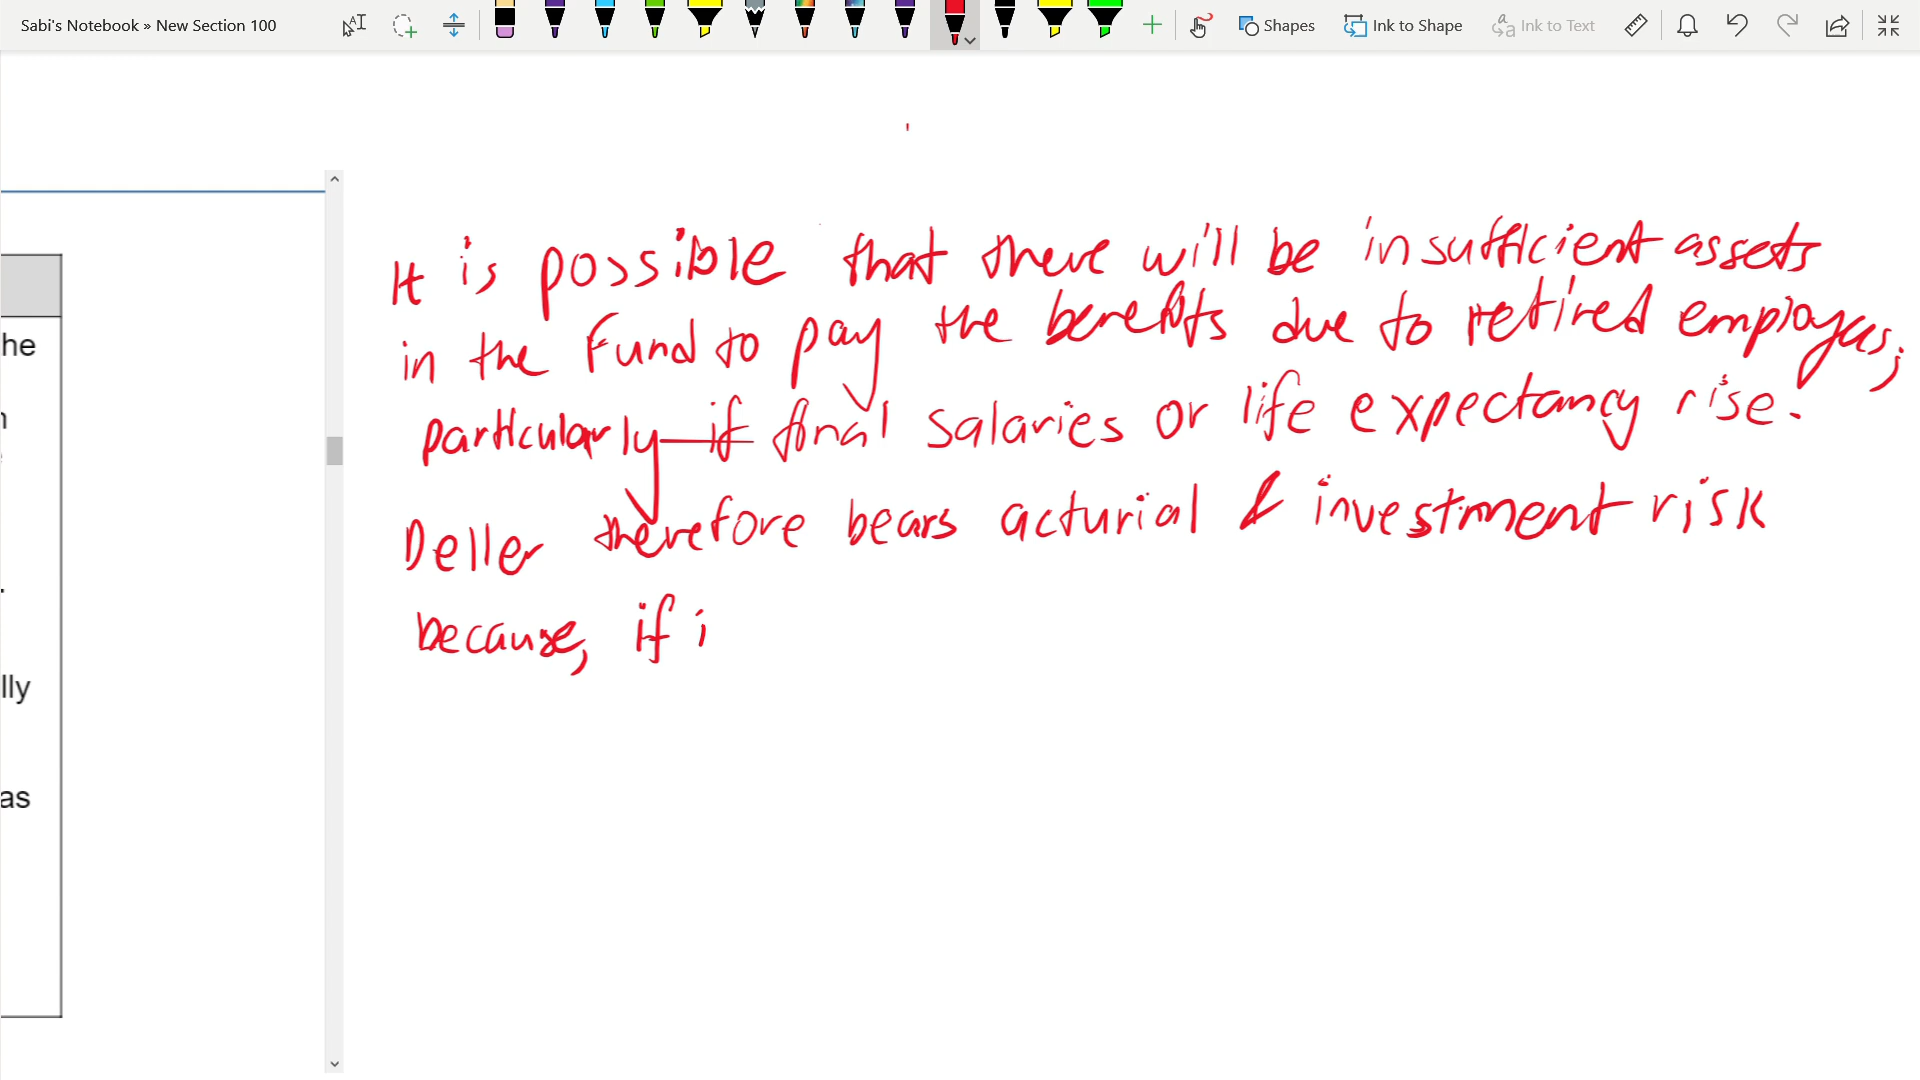 Sabi's Notebook » New Section 100
Shapes
Ink to Shape
Ink to Text
It is possible that there will be insufficient assets
in the fund to pay the benefits due to retired employees,
particularly if final salaries or life expectancy rise.
Deller therefore bears acturial & investment risk
because, if i
he
lly
as